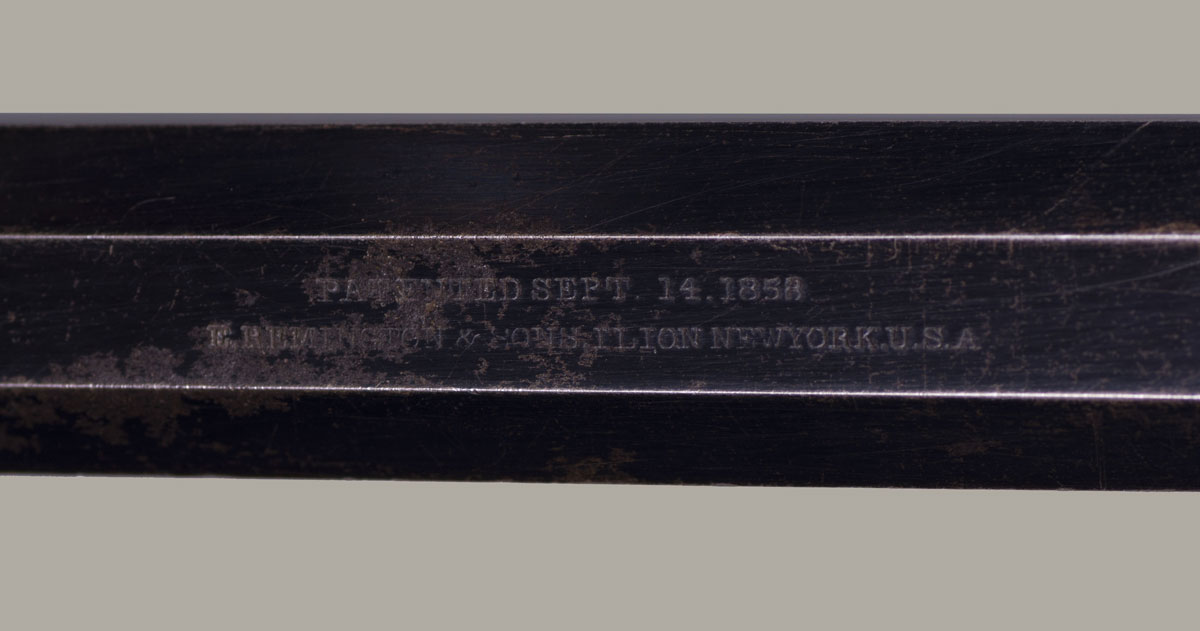 PATENTED SEPT. 14.1858
E.REMINGTON & SONS.ILION NEWYORK.U.S.A